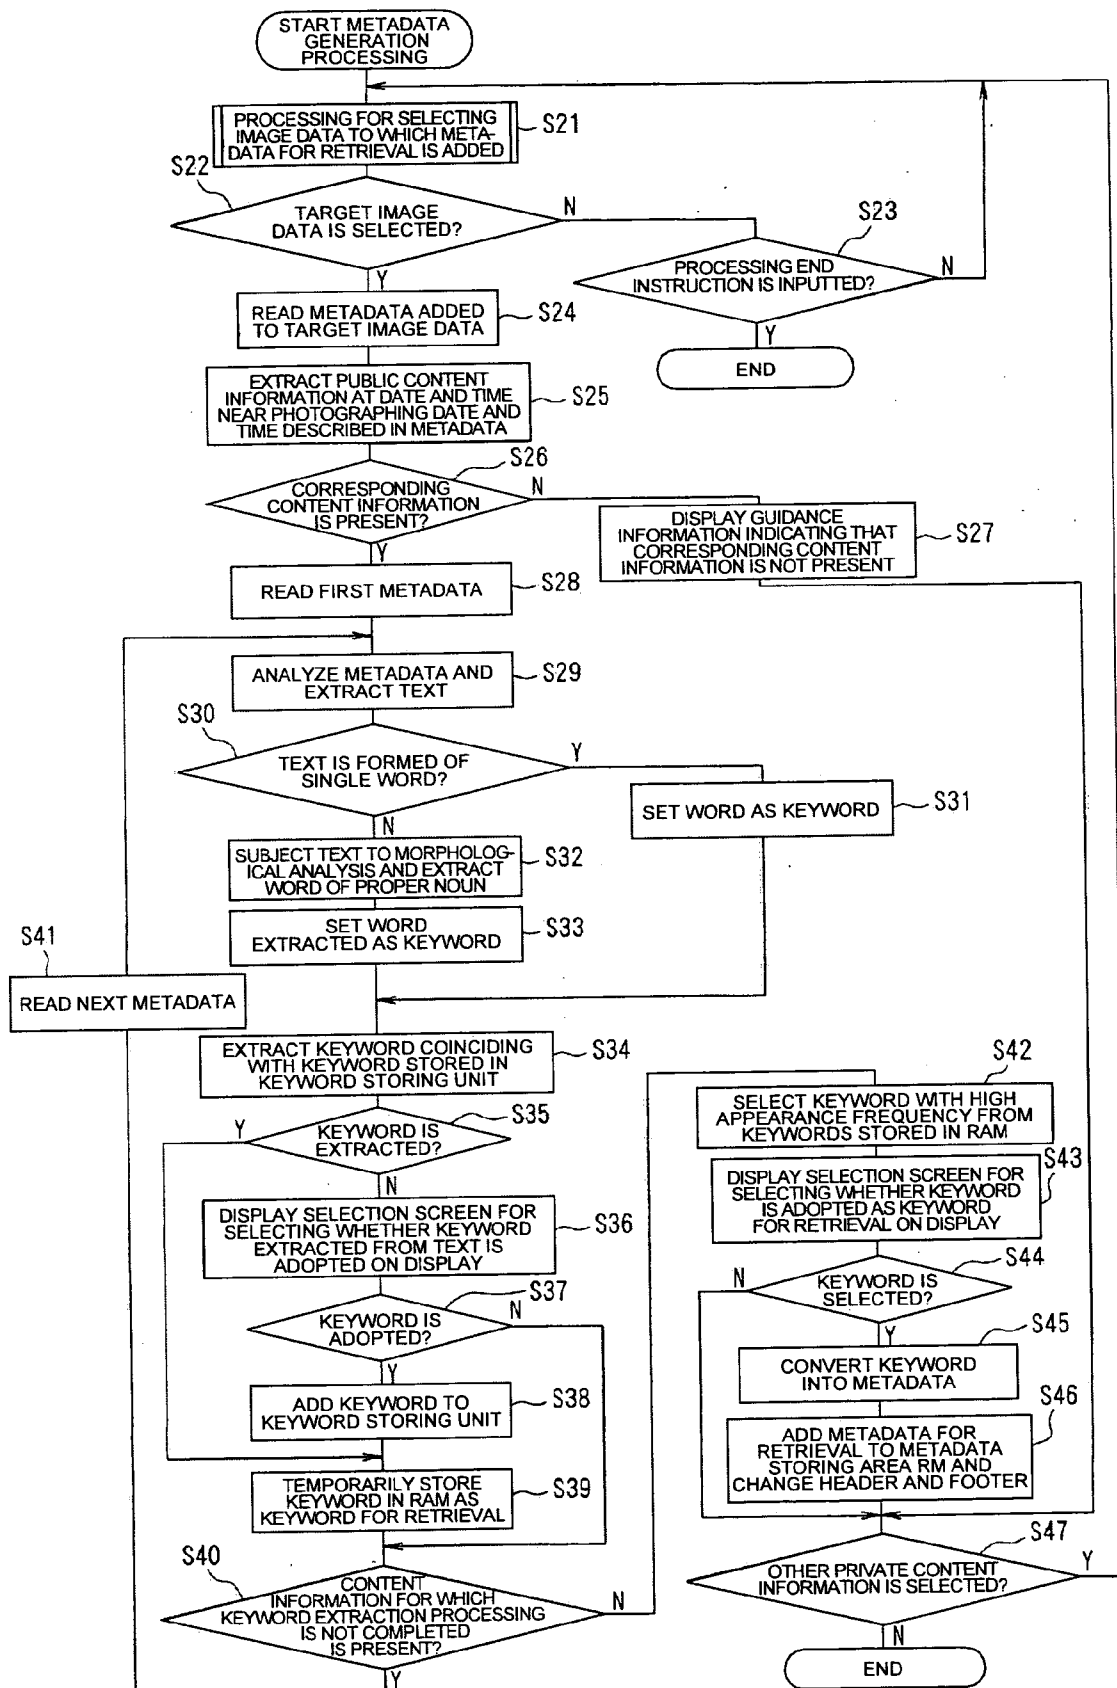 START METADATA
GENERATION
PROCESSING
PROCESSING FOR SELECTING
IMAGE DATA TO WHICH META-
DATA FOR RETRIEVAL IS ADDED
S21
S22
TARGET IMAGE
DATA IS SELECTED?
N
Y
S23
PROCESSING END
INSTRUCTION IS INPUTTED?
N
Y
END
READ METADATA ADDED
TO TARGET IMAGE DATA
S24
EXTRACT PUBLIC CONTENT
INFORMATION AT DATE AND TIME
NEAR PHOTOGRAPHING DATE AND
TIME DESCRIBED IN METADATA
S25
S26
CORRESPONDING
CONTENT INFORMATION
IS PRESENT?
N
Y
DISPLAY GUIDANCE
INFORMATION INDICATING THAT
CORRESPONDING CONTENT
INFORMATION IS NOT PRESENT
S27
READ FIRST METADATA
S28
ANALYZE METADATA AND
EXTRACT TEXT
S29
S30
TEXT IS FORMED OF
SINGLE WORD?
Y
N
SET WORD AS KEYWORD
S31
SUBJECT TEXT TO MORPHOLOG-
ICAL ANALYSIS AND EXTRACT
WORD OF PROPER NOUN
S32
SET WORD
EXTRACTED AS KEYWORD
S33
S41
READ NEXT METADATA
EXTRACT KEYWORD COINCIDING
WITH KEYWORD STORED IN
KEYWORD STORING UNIT
S34
S35
KEYWORD IS
EXTRACTED?
Y
N
DISPLAY SELECTION SCREEN FOR
SELECTING WHETHER KEYWORD
EXTRACTED FROM TEXT IS
ADOPTED ON DISPLAY
S36
S37
KEYWORD IS
ADOPTED?
N
Y
ADD KEYWORD TO
KEYWORD STORING UNIT
S38
TEMPORARILY STORE
KEYWORD IN RAM AS
KEYWORD FOR RETRIEVAL
S39
S40
CONTENT
INFORMATION FOR WHICH
KEYWORD EXTRACTION PROCESSING
IS NOT COMPLETED
IS PRESENT?
N
Y
S42
SELECT KEYWORD WITH HIGH
APPEARANCE FREQUENCY FROM
KEYWORDS STORED IN RAM
S43
DISPLAY SELECTION SCREEN FOR
SELECTING WHETHER KEYWORD
IS ADOPTED AS KEYWORD
FOR RETRIEVAL ON DISPLAY
S44
KEYWORD IS
SELECTED?
N
Y
S45
CONVERT KEYWORD
INTO METADATA
S46
ADD METADATA FOR
RETRIEVAL TO METADATA
STORING AREA RM AND
CHANGE HEADER AND FOOTER
S47
OTHER PRIVATE CONTENT
INFORMATION IS SELECTED?
Y
N
END